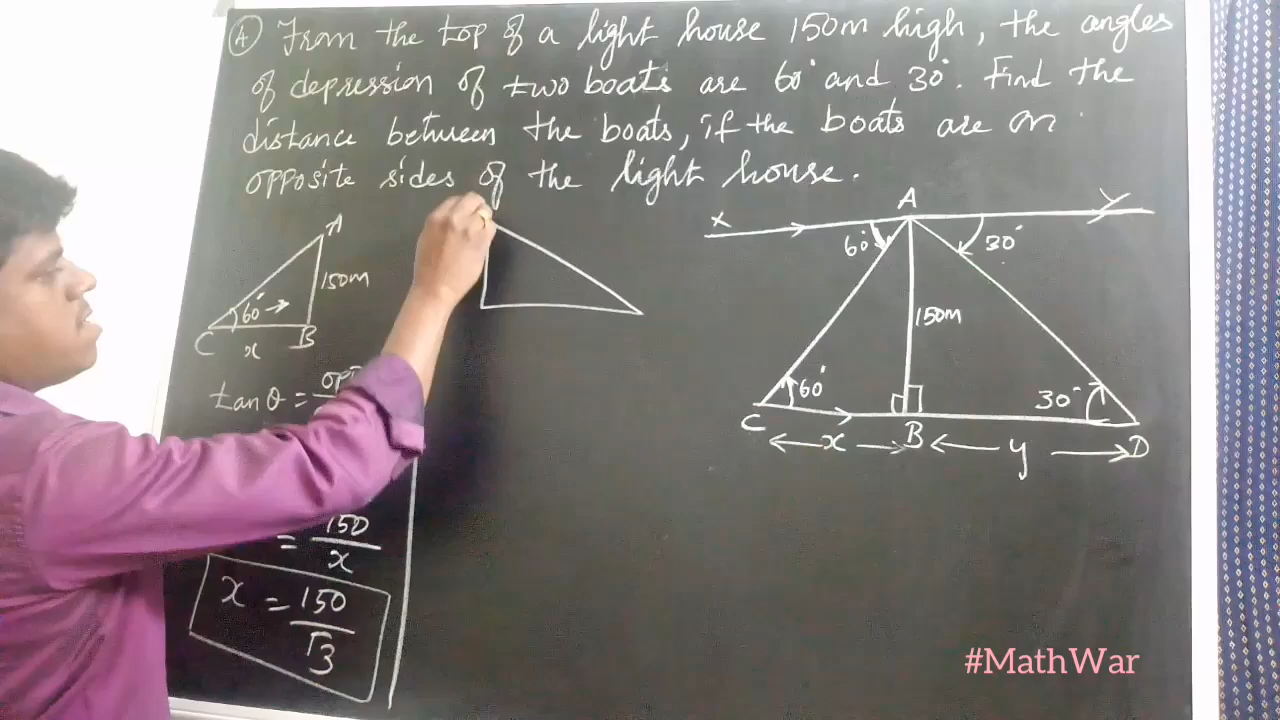 4) From the top of a light house 150m high, the angles
of depression of two boats are 60° and 30°. Find the
distance between the boats, if the boats are on
opposite sides of the light house.
A
150m
60°
C x B
tan θ =
= 150/x
x = 150/√3
X A Y
60° 30°
150m
60° 30°
C B D
x y
#MathWar